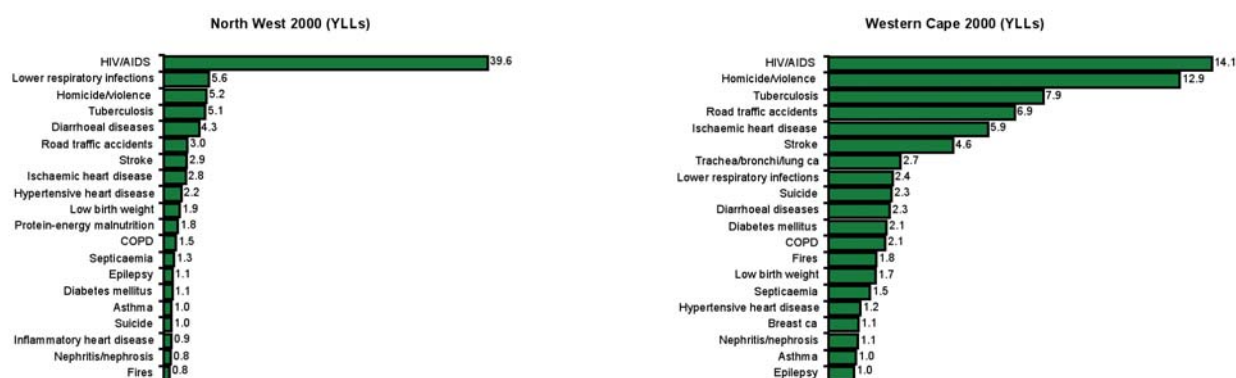 North West 2000 (YLLs)
HIV/AIDS 39.6
Lower respiratory infections 5.6
Homicide/violence 5.2
Tuberculosis 5.1
Diarrhoeal diseases 4.3
Road traffic accidents 3.0
Stroke 2.9
Ischaemic heart disease 2.8
Hypertensive heart disease 2.2
Low birth weight 1.9
Protein-energy malnutrition 1.8
COPD 1.5
Septicaemia 1.3
Epilepsy 1.1
Diabetes mellitus 1.1
Asthma 1.0
Suicide 1.0
Inflammatory heart disease 0.9
Nephritis/nephrosis 0.8
Fires 0.8
Western Cape 2000 (YLLs)
HIV/AIDS 14.1
Homicide/violence 12.9
Tuberculosis 7.9
Road traffic accidents 6.9
Ischaemic heart disease 5.9
Stroke 4.6
Trachea/bronchi/lung ca 2.7
Lower respiratory infections 2.4
Suicide 2.3
Diarrhoeal diseases 2.3
Diabetes mellitus 2.1
COPD 2.1
Fires 1.8
Low birth weight 1.7
Septicaemia 1.5
Hypertensive heart disease 1.2
Breast ca 1.1
Nephritis/nephrosis 1.1
Asthma 1.0
Epilepsy 1.0